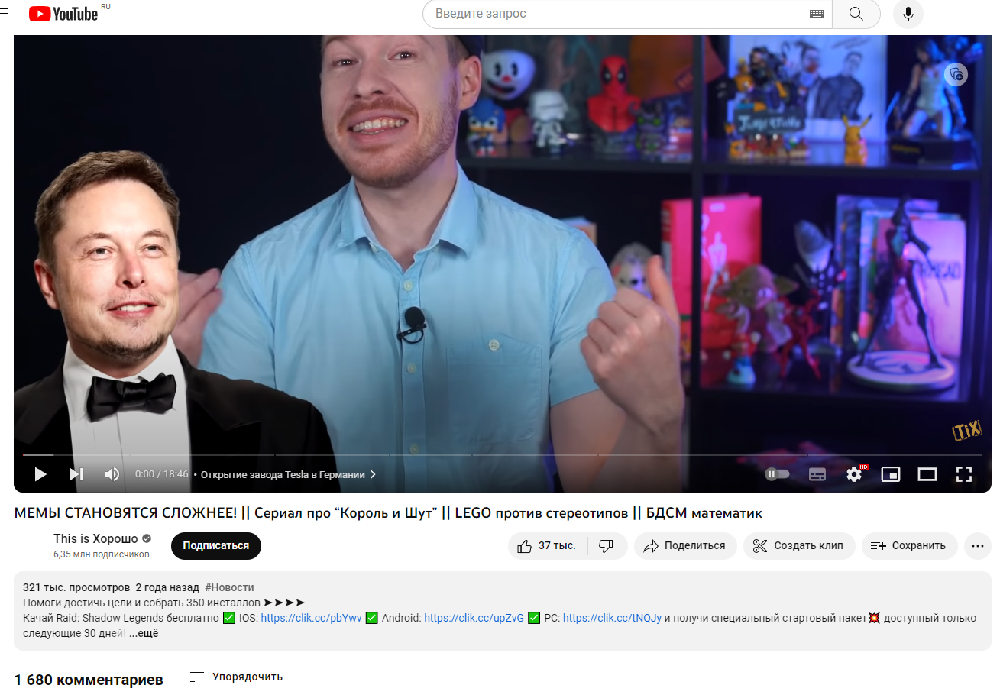 YouTube RU
Введите запрос
TiX
HD
0:00 / 18:46 • Открытие завода Tesla в Германии
МЕМЫ СТАНОВЯТСЯ СЛОЖНЕЕ! || Сериал про “Король и Шут” || LEGO против стереотипов || БДСМ математик
This is Хорошо
6,35 млн подписчиков
Подписаться
37 тыс.
Поделиться
Создать клип
Сохранить
321 тыс. просмотров 2 года назад #Новости
Помоги достичь цели и собрать 350 инсталлов ➤➤➤➤
Качай Raid: Shadow Legends бесплатно ✅ IOS: https://clik.cc/pbYwv ✅ Android: https://clik.cc/upZvG ✅ PC: https://clik.cc/tNQJy и получи специальный стартовый пакет💥 доступный только
следующие 30 дней! ...ещё
1 680 комментариев
Упорядочить